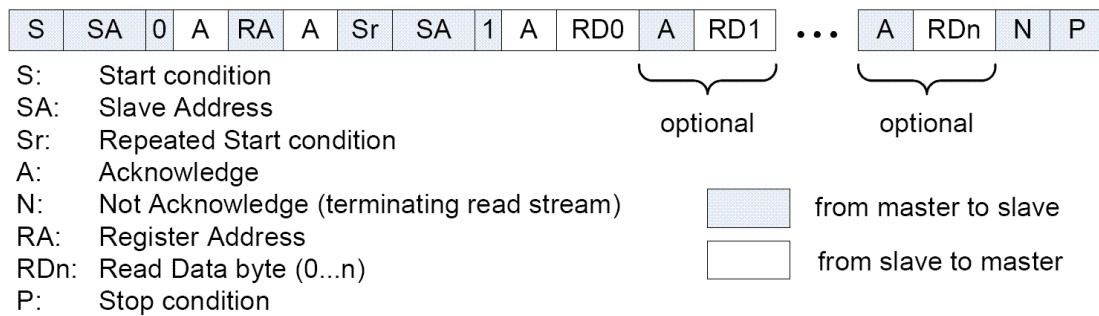 S SA 0 A RA A Sr SA 1 A RD0 A RD1 ... A RDn N P
optional optional
S: Start condition
SA: Slave Address
Sr: Repeated Start condition
A: Acknowledge
N: Not Acknowledge (terminating read stream)
RA: Register Address
RDn: Read Data byte (0...n)
P: Stop condition
from master to slave
from slave to master